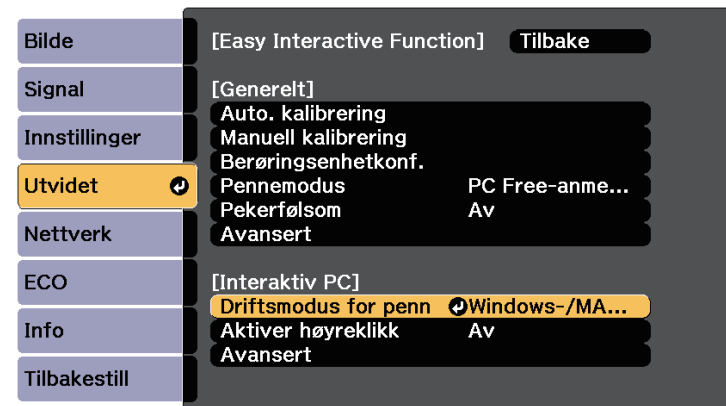 Bilde
Signal
Innstillinger
Utvidet
Nettverk
ECO
Info
Tilbakestill
[Easy Interactive Function] Tilbake
[Generelt]
Auto. kalibrering
Manuell kalibrering
Berøringsenhetkonf.
Pennemodus PC Free-anme...
Pekerfølsom Av
Avansert
[Interaktiv PC]
Driftsmodus for penn Windows-/MA...
Aktiver høyreklikk Av
Avansert